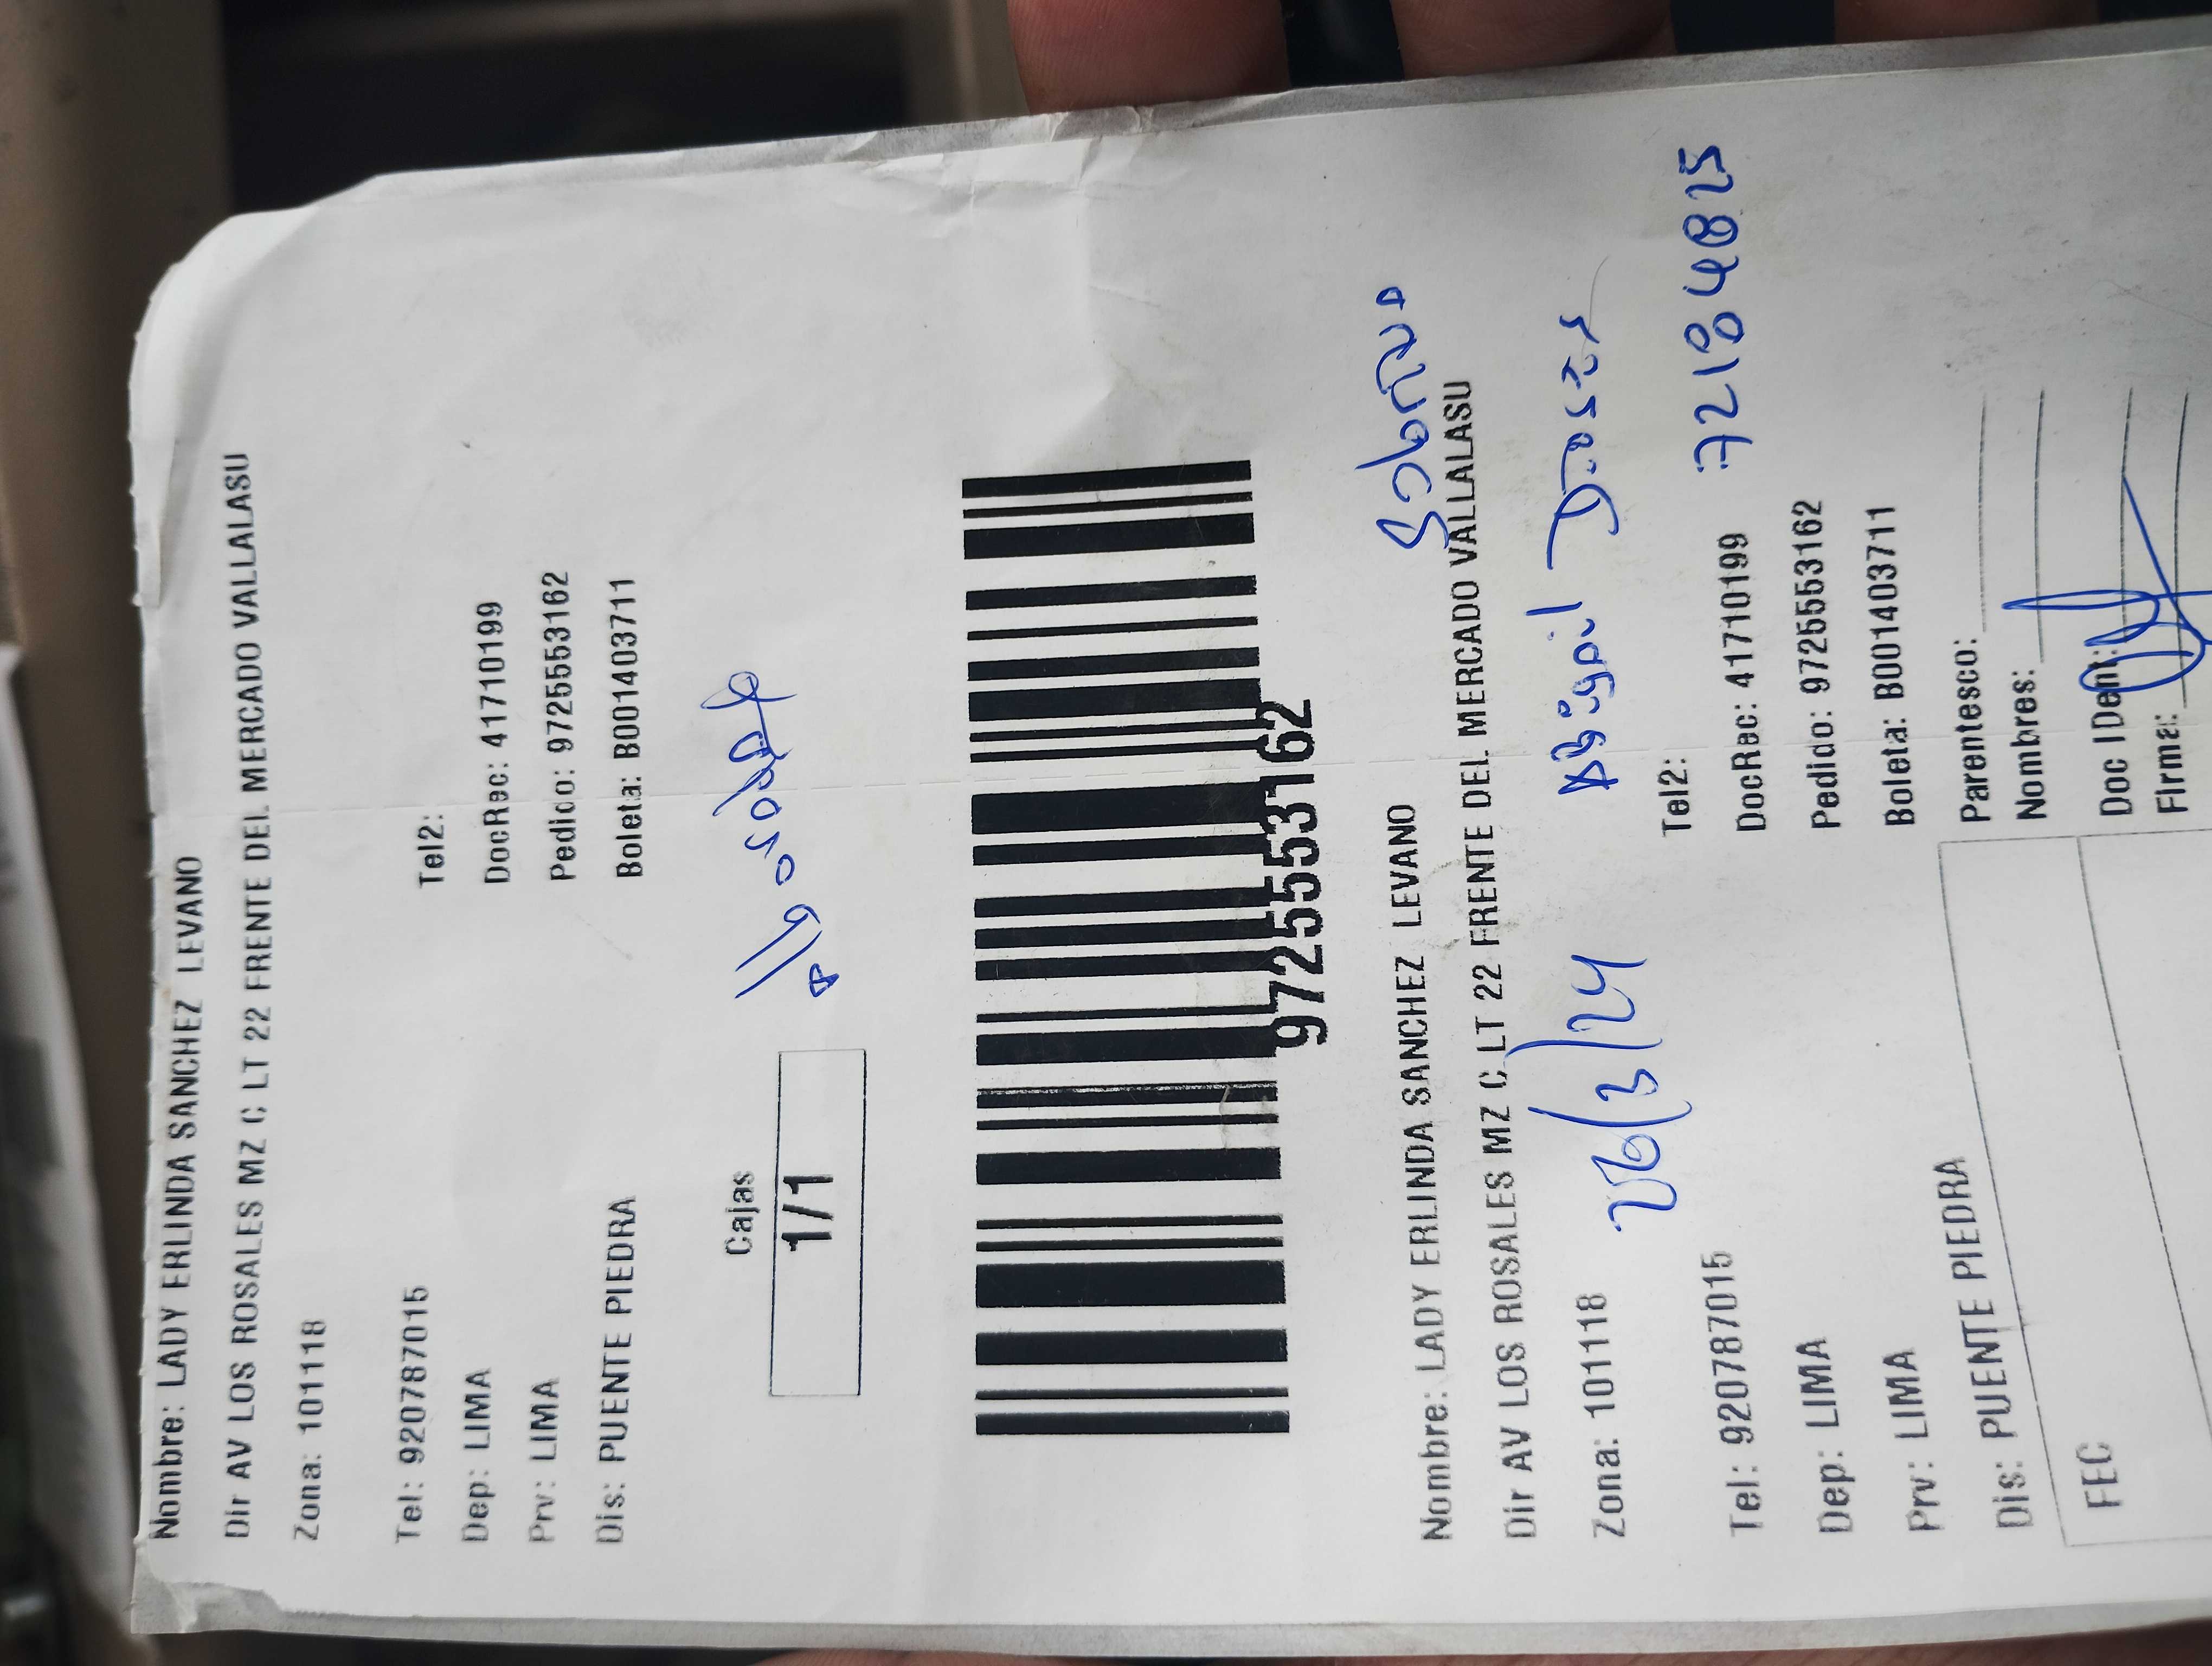 Nombre: LADY ERLINDA SANCHEZ LEVANO
Dir AV LOS ROSALES MZ C LT 22 FRENTE DEL MERCADO VALLALASU
Zona: 101118
Tel: 920787015 Tel2:
Dep: LIMA DocRec: 41710199
Prv: LIMA Pedido: 9725553162
Dis: PUENTE PIEDRA Boleta: B001403711
Cajas
1/1
9725553162
Nombre: LADY ERLINDA SANCHEZ LEVANO
Dir AV LOS ROSALES MZ C LT 22 FRENTE DEL MERCADO VALLALASU
Zona: 101118 26/3/24 Abigail
Tel2:
Tel: 920787015 DocRec: 41710199 72184825
Dep: LIMA Pedido: 9725553162
Prv: LIMA Boleta: B001403711
Dis: PUENTE PIEDRA Parentesco:
Nombres:
FEC Doc IDent:
Firma: